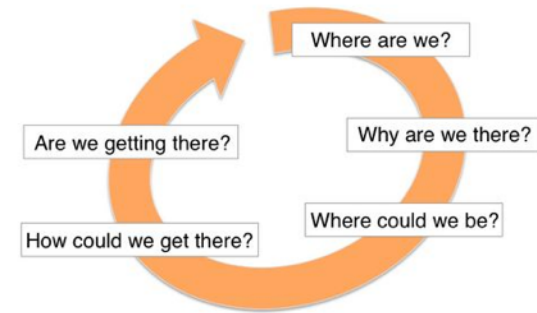 Where are we?
Why are we there?
Where could we be?
How could we get there?
Are we getting there?